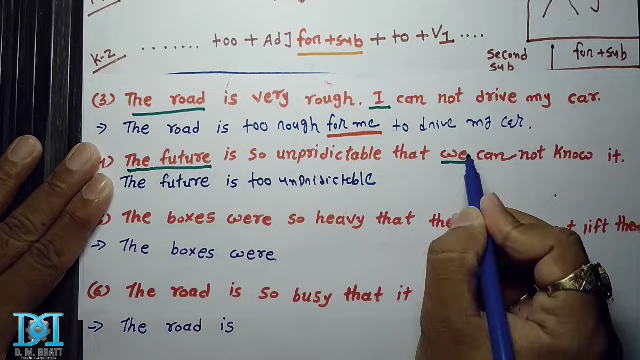 K-2 ....... too + Adj for+sub + to + V1
Second sub
for+sub
(3) The road is very rough. I can not drive my car.
→ The road is too rough for me to drive my car.
The future is so unpridictable that we can not know it.
The future is too unpridictable
The boxes were so heavy that the lift them
→ The boxes were
(6) The road is so busy that it
→ The road is
D. M. BHATT